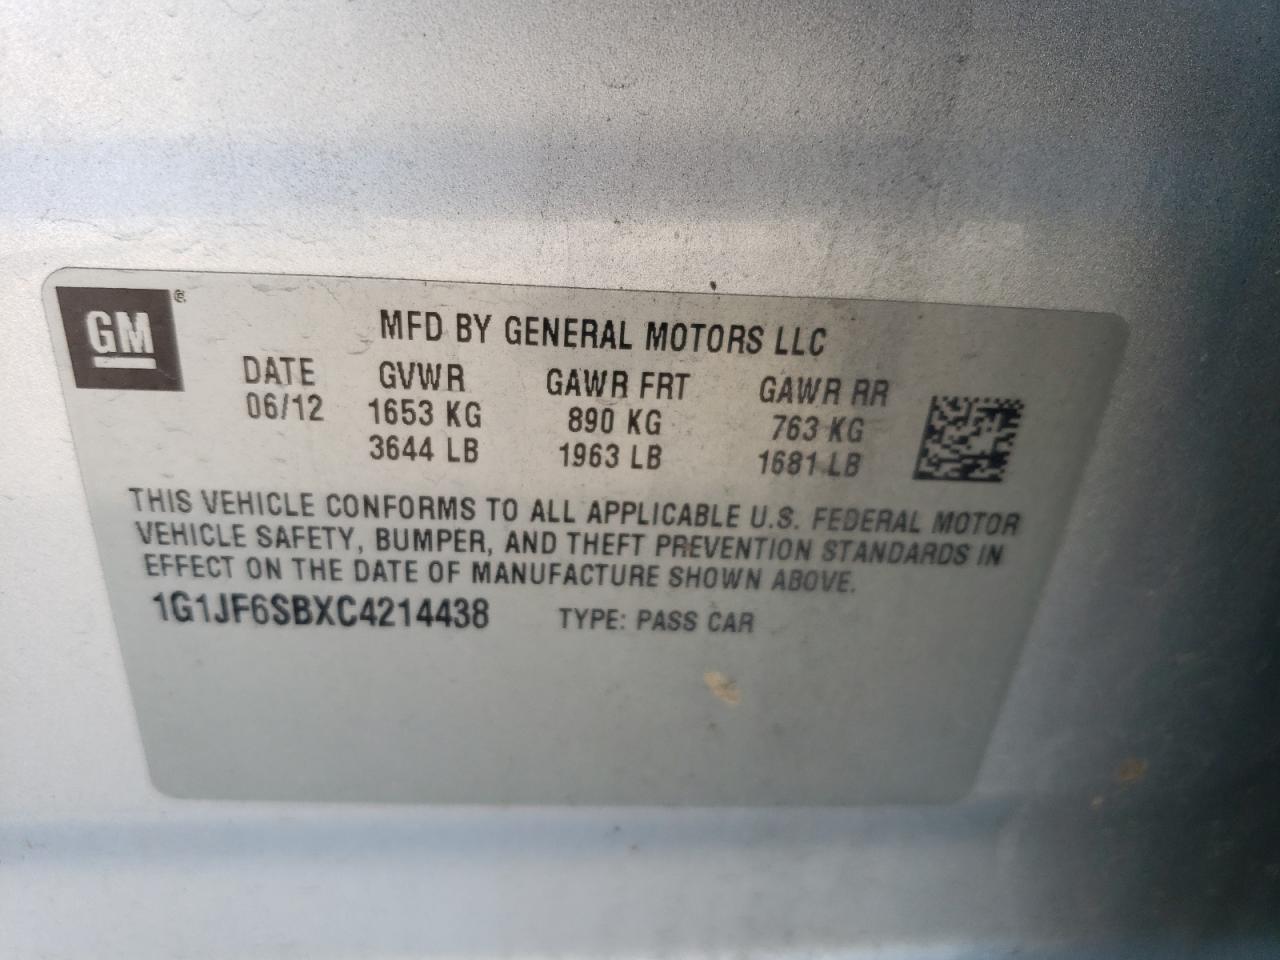 GM®
MFD BY GENERAL MOTORS LLC
DATE GVWR GAWR FRT GAWR RR
06/12 1653 KG 890 KG 763 KG
3644 LB 1963 LB 1681 LB
THIS VEHICLE CONFORMS TO ALL APPLICABLE U.S. FEDERAL MOTOR
VEHICLE SAFETY, BUMPER, AND THEFT PREVENTION STANDARDS IN
EFFECT ON THE DATE OF MANUFACTURE SHOWN ABOVE.
1G1JF6SBXC4214438 TYPE: PASS CAR